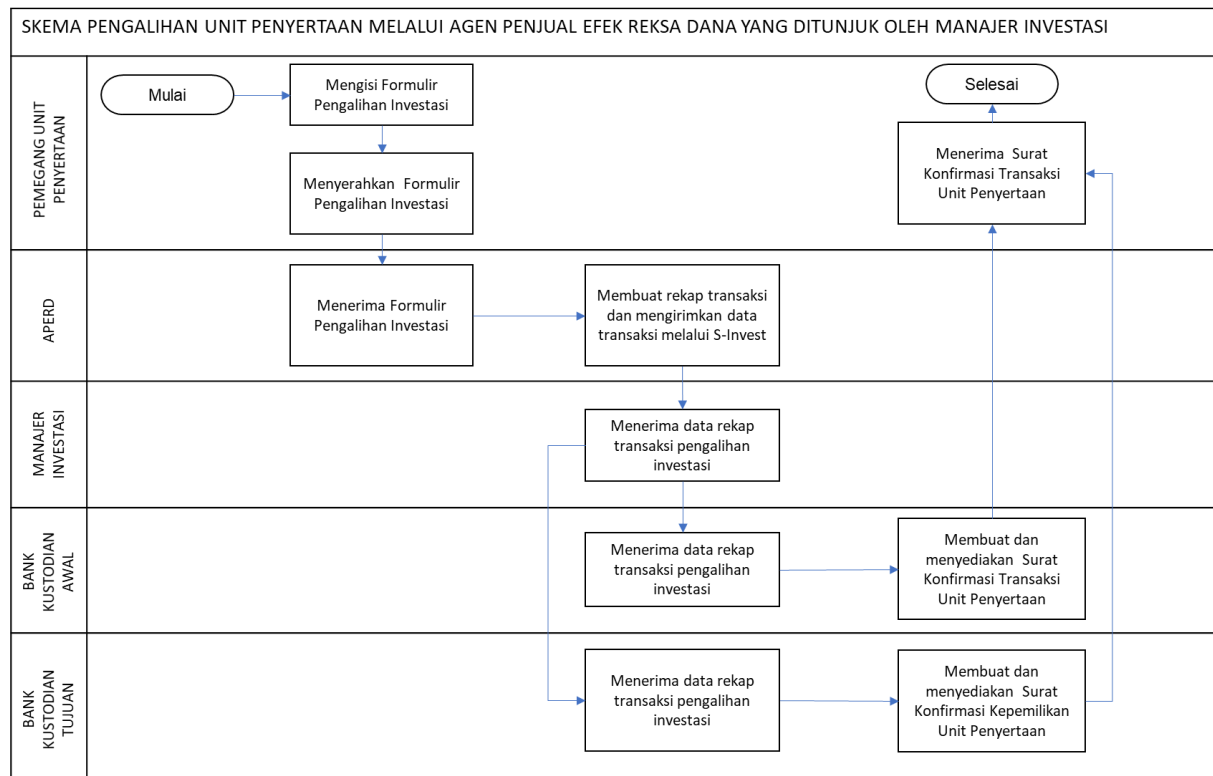 SKEMA PENGALIHAN UNIT PENYERTAAN MELALUI AGEN PENJUAL EFEK REKSA DANA YANG DITUNJUK OLEH MANAJER INVESTASI
PEMEGANG UNIT
PENYERTAAN
Mulai
Mengisi Formulir
Pengalihan Investasi
Selesai
Menyerahkan Formulir
Pengalihan Investasi
Menerima Surat
Konfirmasi Transaksi
Unit Penyertaan
APERD
Menerima Formulir
Pengalihan Investasi
Membuat rekap transaksi
dan mengirimkan data
transaksi melalui S-Invest
MANAJER
INVESTASI
Menerima data rekap
transaksi pengalihan
investasi
BANK
KUSTODIAN
AWAL
Menerima data rekap
transaksi pengalihan
investasi
Membuat dan
menyediakan Surat
Konfirmasi Transaksi
Unit Penyertaan
BANK
KUSTODIAN
TUJUAN
Menerima data rekap
transaksi pengalihan
investasi
Membuat dan
menyediakan Surat
Konfirmasi Kepemilikan
Unit Penyertaan